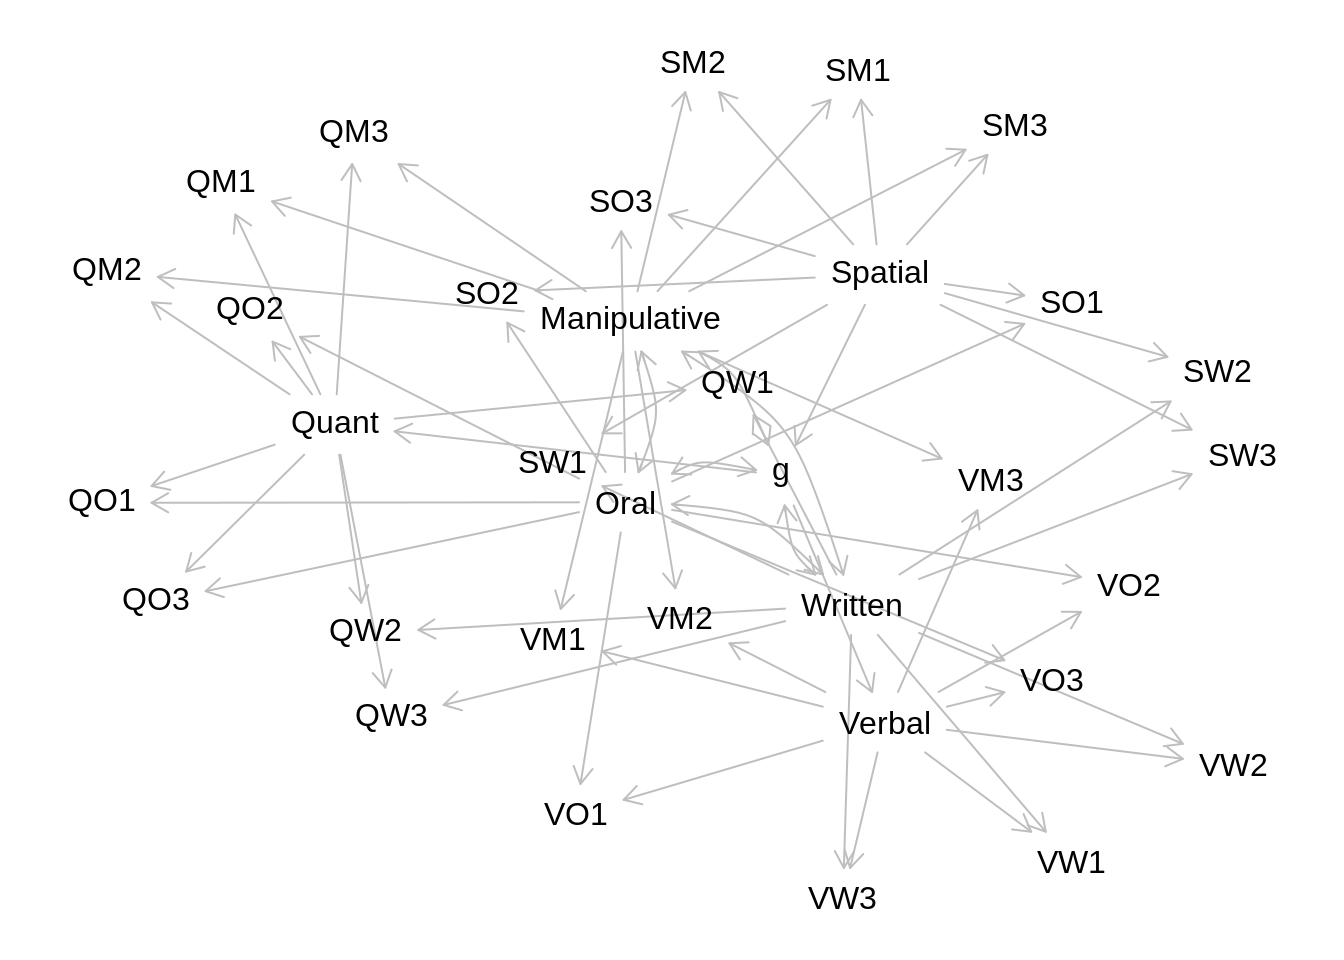 SM2
SM1
SM3
QM3
QM1
SO3
QM2
Spatial
SO2
SO1
QO2
Manipulative
SW2
QW1
Quant
SW3
SW1
g
VM3
QO1
Oral
VO2
QO3
Written
VM2
QW2
VM1
VO3
QW3
Verbal
VW2
VO1
VW1
VW3